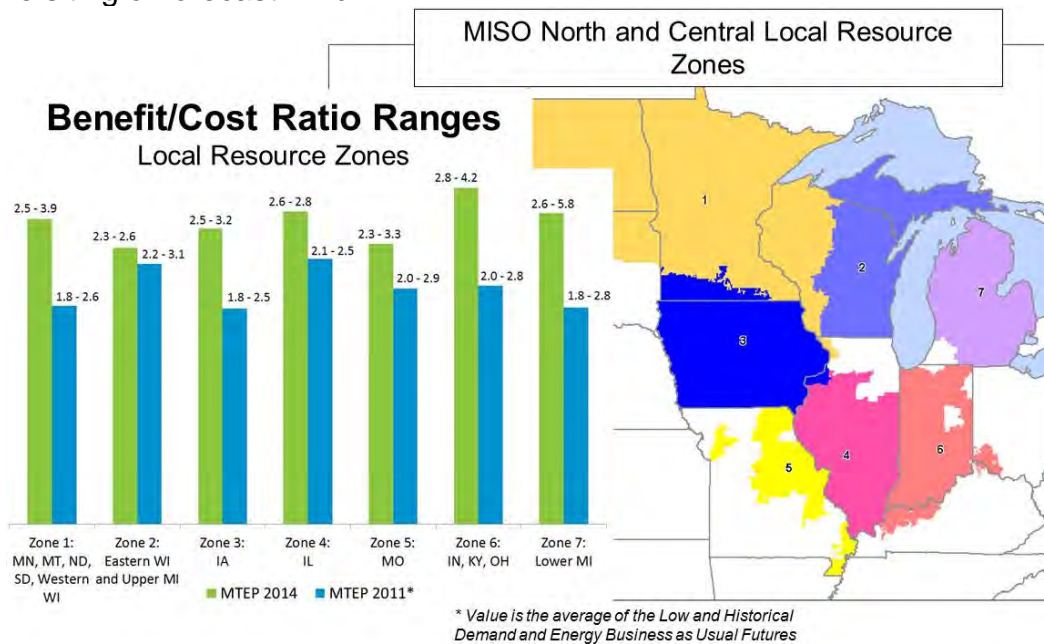 MISO North and Central Local Resource
Zones
Benefit/Cost Ratio Ranges
Local Resource Zones
2.5 - 3.9
1.8 - 2.6
2.3 - 2.6
2.2 - 3.1
2.5 - 3.2
1.8 - 2.5
2.6 - 2.8
2.1 - 2.5
2.3 - 3.3
2.0 - 2.9
2.8 - 4.2
2.0 - 2.8
2.6 - 5.8
1.8 - 2.8
Zone 1:
MN, MT, ND,
SD, Western
WI
Zone 2:
Eastern WI
and Upper MI
Zone 3:
IA
Zone 4:
IL
Zone 5:
MO
Zone 6:
IN, KY, OH
Zone 7:
Lower MI
MTEP 2014
MTEP 2011*
1
2
3
4
5
6
7
* Value is the average of the Low and Historical
Demand and Energy Business as Usual Futures